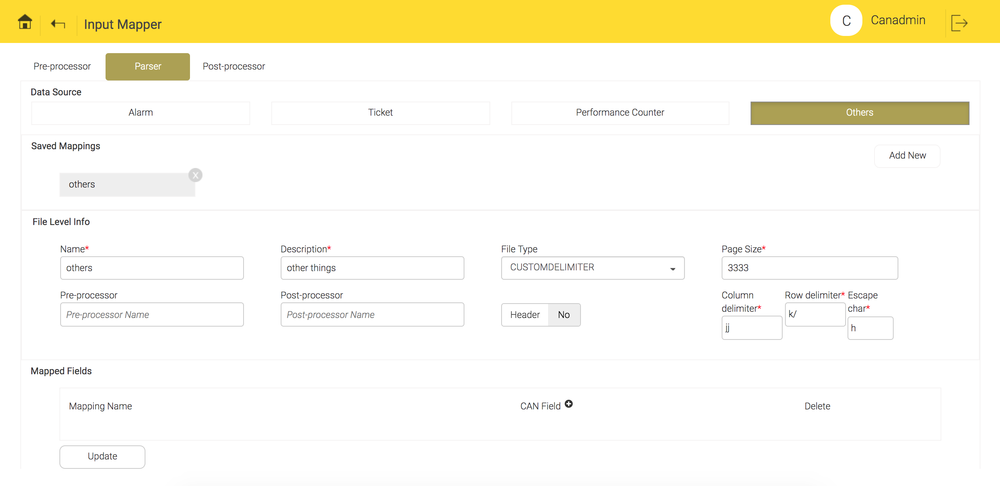 Input Mapper
C
Canadmin
Pre-processor
Parser
Post-processor
Data Source
Alarm
Ticket
Performance Counter
Others
Saved Mappings
Add New
others
X
File Level Info
Name*
Description*
File Type
Page Size*
others
other things
CUSTOMDELIMITER
3333
Pre-processor
Post-processor
Column
delimiter*
Row delimiter*
Escape
char*
Pre-processor Name
Post-processor Name
Header
No
jj
k/
h
Mapped Fields
Mapping Name
CAN Field
Delete
Update